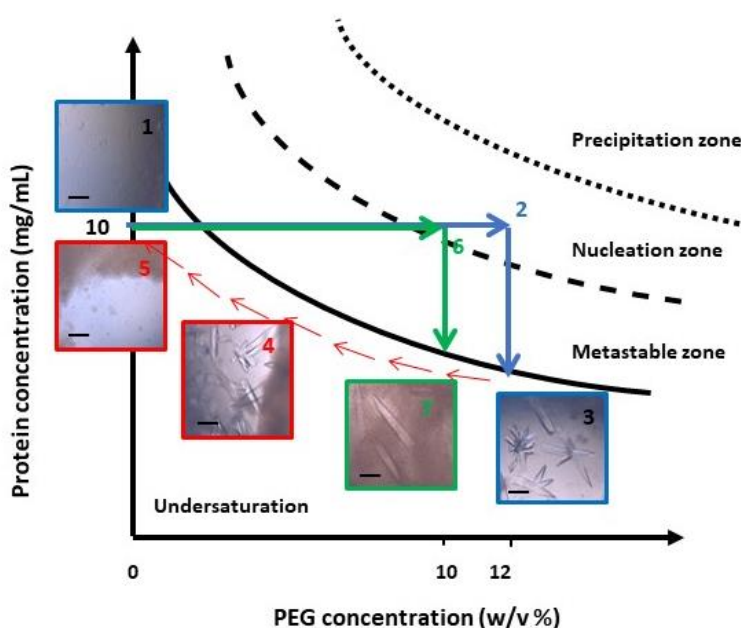 Precipitation zone
1
2
10
6
Nucleation zone
5
Metastable zone
4
7
3
Undersaturation
0
10
12
PEG concentration (w/v %)
Protein concentration (mg/mL)